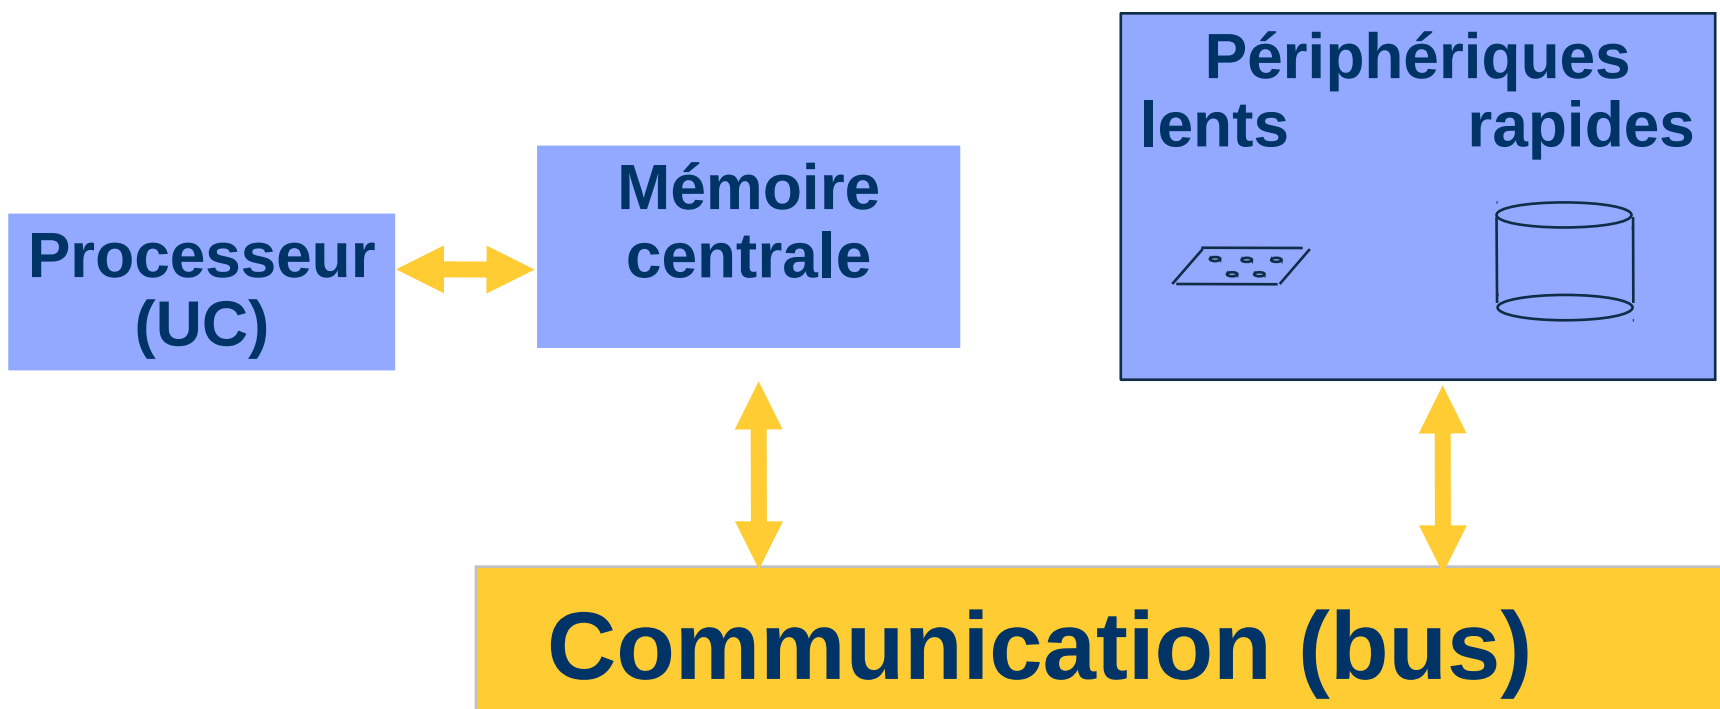 Périphériques
lents rapides
Mémoire
centrale
Processeur
(UC)
Communication (bus)